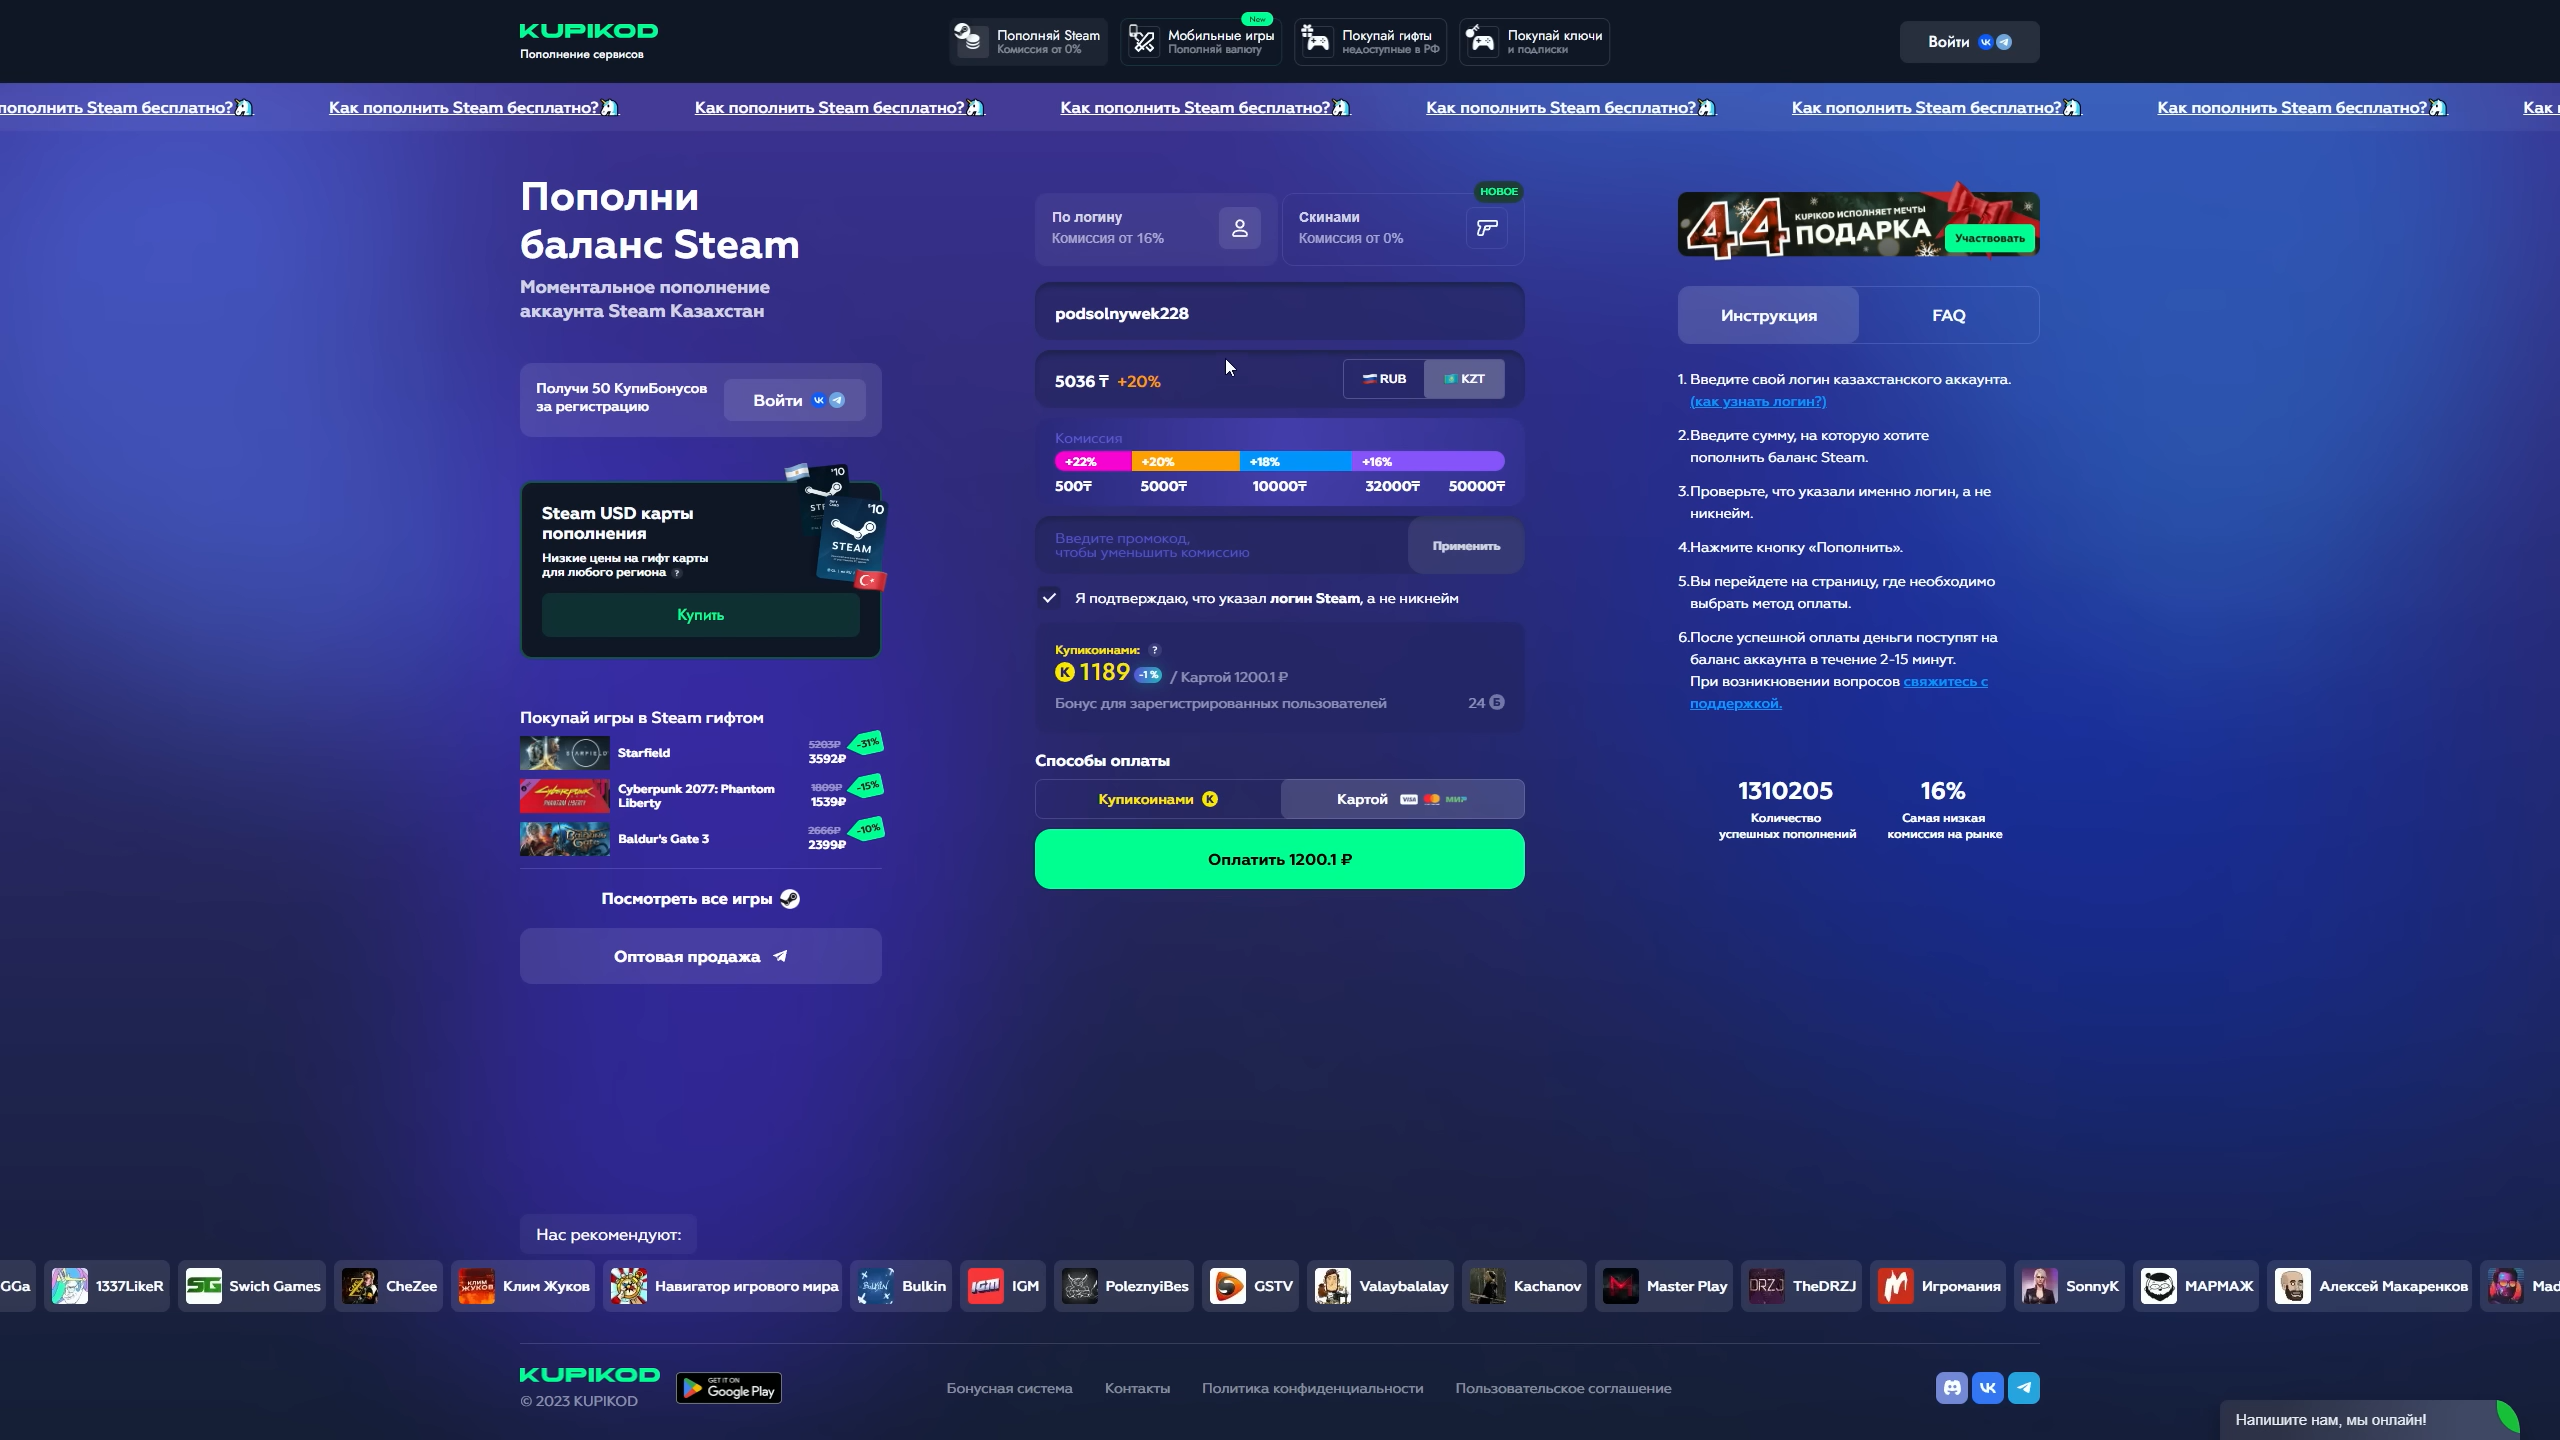 KUPIKOD
Пополнение сервисов
Пополняй Steam
Комиссия от 0%
New
Мобильные игры
Пополняй валюту
Покупай гифты
недоступные в РФ
Покупай ключи
и подписки
Войти
пополнить Steam бесплатно? Как пополнить Steam бесплатно? Как пополнить Steam бесплатно? Как пополнить Steam бесплатно? Как пополнить Steam бесплатно? Как пополнить Steam бесплатно? Как пополнить Steam бесплатно? Как
Пополни
баланс Steam
Моментальное пополнение
аккаунта Steam Казахстан
Получи 50 КупиБонусов
за регистрацию
Войти
Steam USD карты
пополнения
Низкие цены на гифт карты
для любого региона ?
STEAM
Купить
Покупай игры в Steam гифтом
Starfield
5203₽ -31%
3592₽
Cyberpunk 2077: Phantom
Liberty
1809₽ -15%
1539₽
Baldur's Gate 3
2666₽ -10%
2399₽
Посмотреть все игры
Оптовая продажа
По логину
Комиссия от 16%
НОВОЕ
Скинами
Комиссия от 0%
podsolnywek228
5036 ₸ +20%
RUB KZT
Комиссия
+22% +20% +18% +16%
500₸ 5000₸ 10000₸ 32000₸ 50000₸
Введите промокод,
чтобы уменьшить комиссию
Применить
Я подтверждаю, что указал логин Steam, а не никнейм
Купикоинами: ?
К 1189 -1 % / Картой 1200.1 ₽
Бонус для зарегистрированных пользователей 24 Б
Способы оплаты
Купикоинами К
Картой VISA МИР
Оплатить 1200.1 ₽
44
KUPIKOD ИСПОЛНЯЕТ МЕЧТЫ
ПОДАРКА
Участвовать
Инструкция
FAQ
1. Введите свой логин казахстанского аккаунта.
(как узнать логин?)
2.Введите сумму, на которую хотите
пополнить баланс Steam.
3.Проверьте, что указали именно логин, а не
никнейм.
4.Нажмите кнопку «Пополнить».
5.Вы перейдете на страницу, где необходимо
выбрать метод оплаты.
6.После успешной оплаты деньги поступят на
баланс аккаунта в течение 2-15 минут.
При возникновении вопросов свяжитесь с
поддержкой.
1310205
Количество
успешных пополнений
16%
Самая низкая
комиссия на рынке
Нас рекомендуют:
GGa 1337LikeR Swich Games CheZee Клим Жуков Навигатор игрового мира Bulkin IGM PoleznyiBes GSTV Valaybalalay Kachanov Master Play TheDRZJ Игромания SonnyK МАРМАЖ Алексей Макаренков Mad
KUPIKOD
© 2023 KUPIKOD
GET IT ON
Google Play
Бонусная система
Контакты
Политика конфиденциальности
Пользовательское соглашение
Напишите нам, мы онлайн!